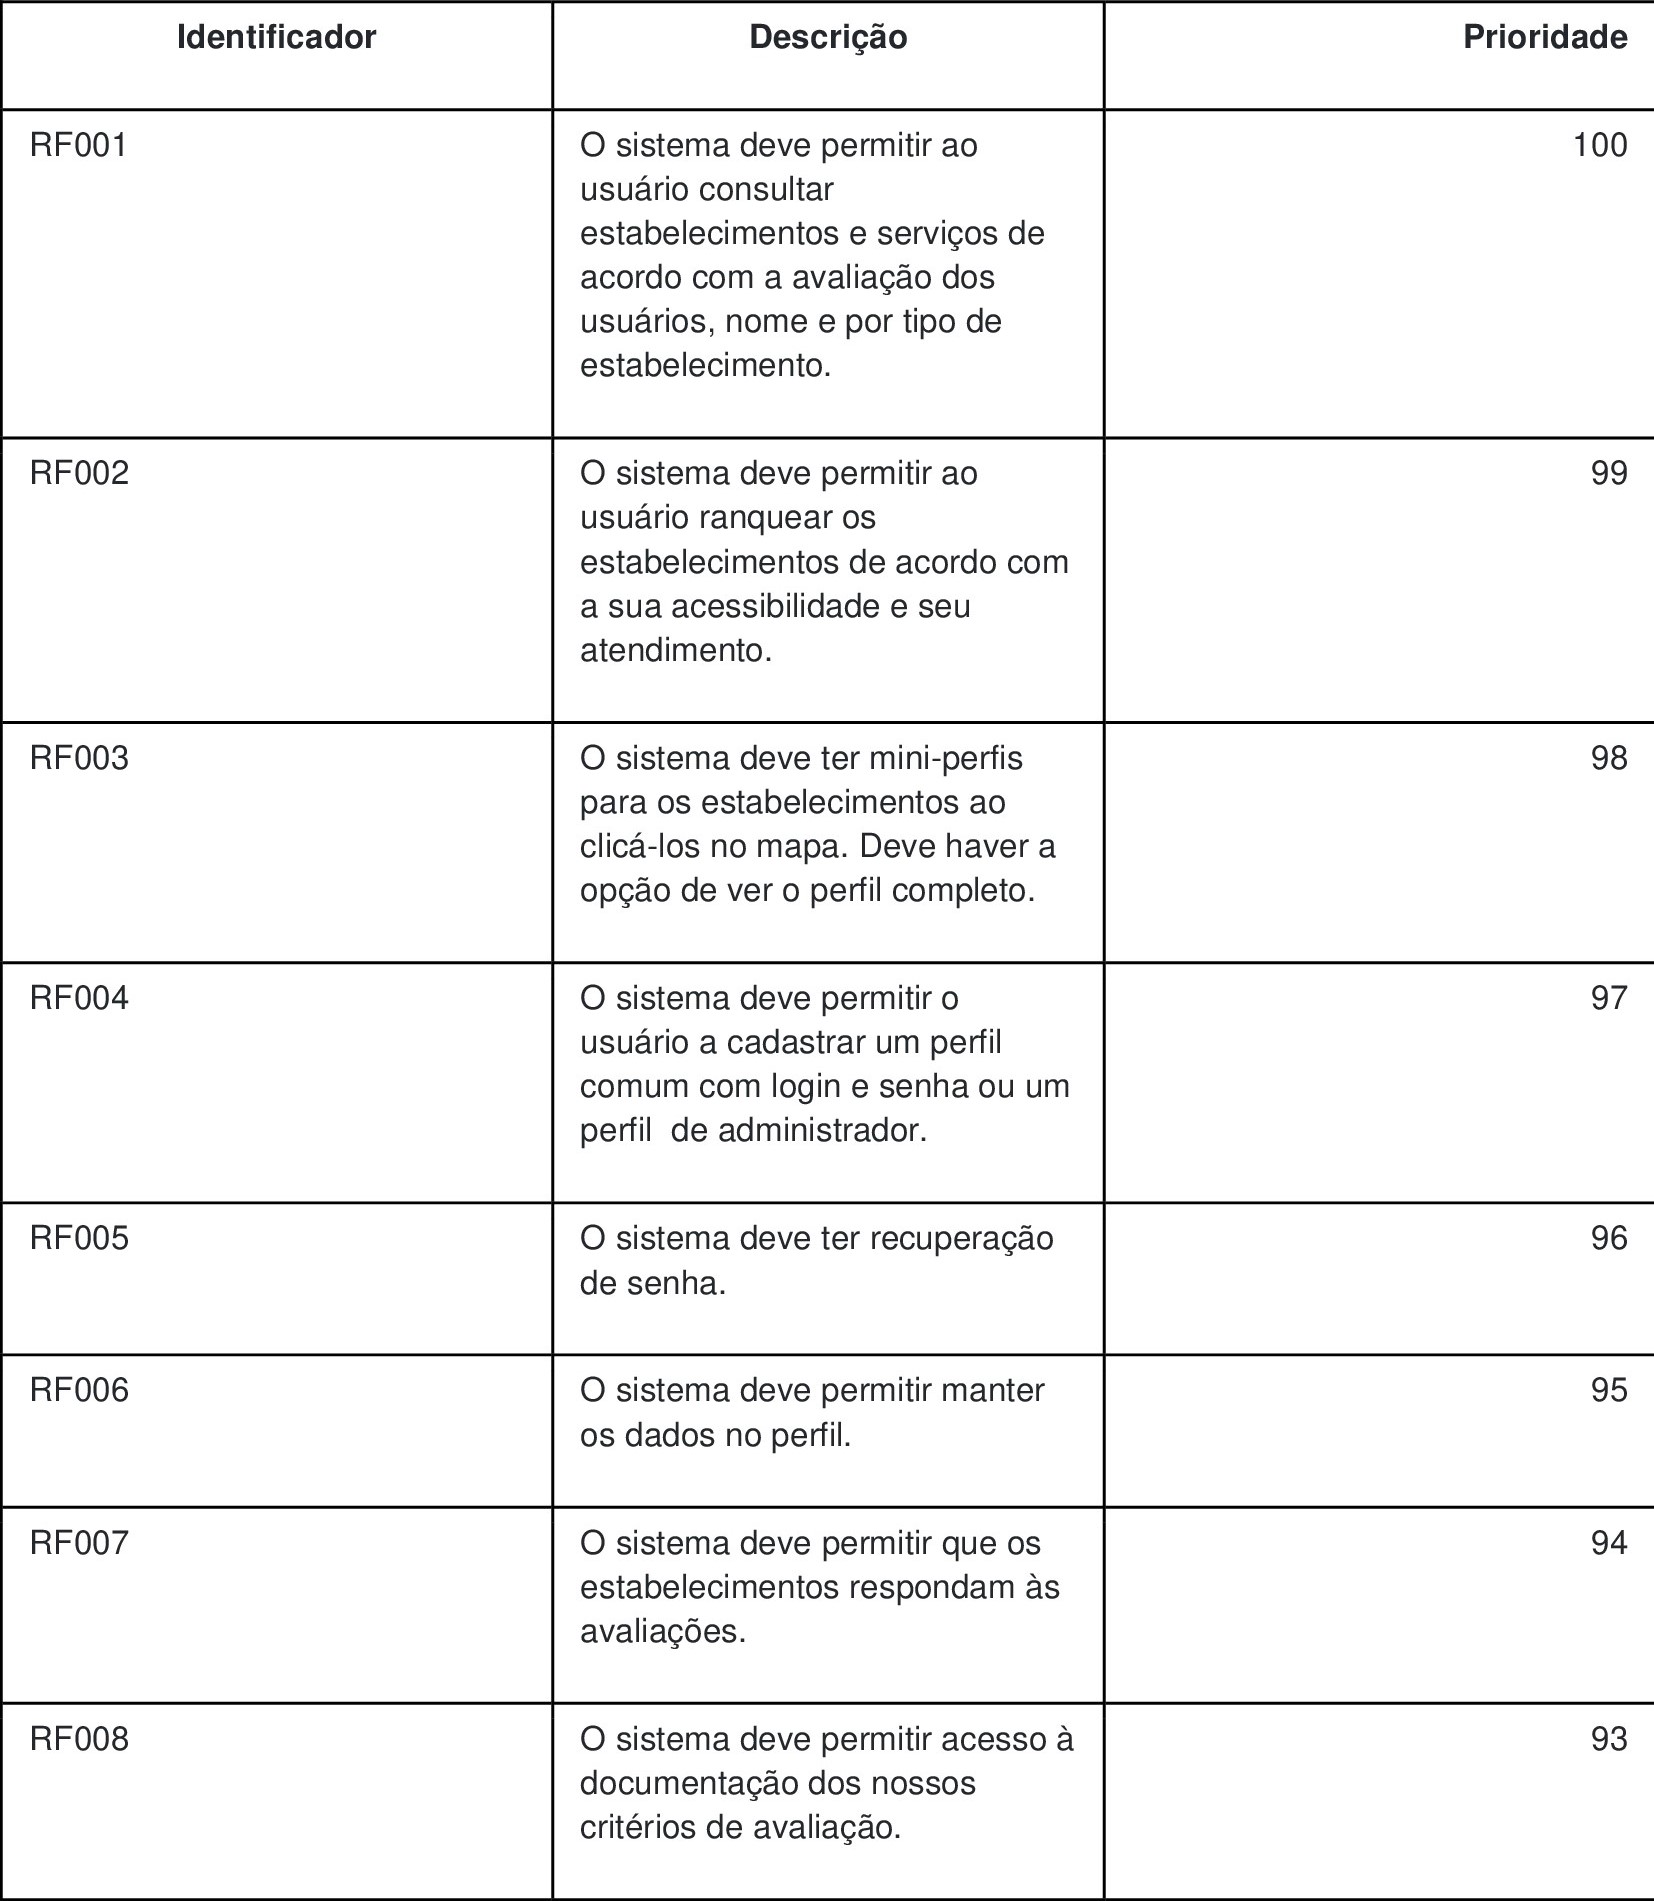 Identificador Descrição Prioridade
RF001 O sistema deve permitir ao 100
usuário consultar
estabelecimentos e serviços de
acordo com a avaliação dos
usuários, nome e por tipo de
estabelecimento.
RF002 O sistema deve permitir ao 99
usuário ranquear os
estabelecimentos de acordo com
a sua acessibilidade e seu
atendimento.
RF003 O sistema deve ter mini-perfis 98
para os estabelecimentos ao
clicá-los no mapa. Deve haver a
opção de ver o perfil completo.
RF004 O sistema deve permitir o 97
usuário a cadastrar um perfil
comum com login e senha ou um
perfil  de administrador.
RF005 O sistema deve ter recuperação 96
de senha.
RF006 O sistema deve permitir manter 95
os dados no perfil.
RF007 O sistema deve permitir que os 94
estabelecimentos respondam às
avaliações.
RF008 O sistema deve permitir acesso à 93
documentação dos nossos
critérios de avaliação.